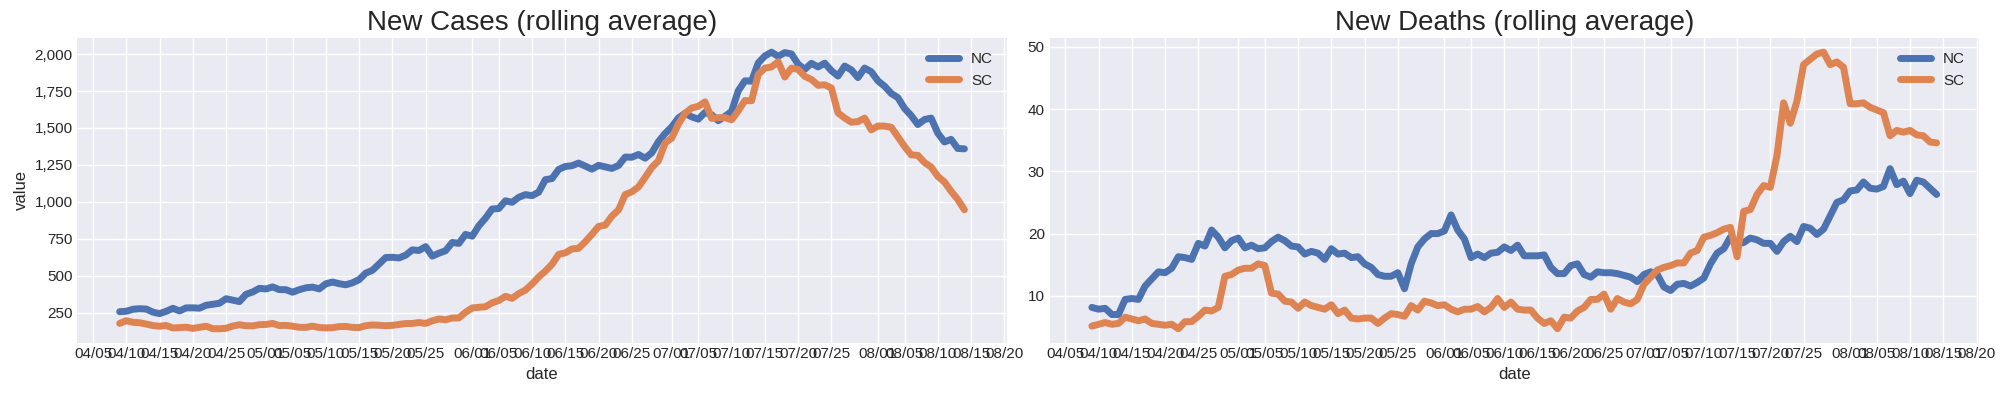 New Cases (rolling average)
2,000
1,750
1,500
1,250
1,000
750
500
250
value
NC
SC
04/05 04/10 04/15 04/20 04/25 05/01 05/05 05/10 05/15 05/20 05/25 06/01 06/05 06/10 06/15 06/20 06/25 07/01 07/05 07/10 07/15 07/20 07/25 08/01 08/05 08/10 08/15 08/20
date
New Deaths (rolling average)
50
40
30
20
10
NC
SC
04/05 04/10 04/15 04/20 04/25 05/01 05/05 05/10 05/15 05/20 05/25 06/01 06/05 06/10 06/15 06/20 06/25 07/01 07/05 07/10 07/15 07/20 07/25 08/01 08/05 08/10 08/15 08/20
date